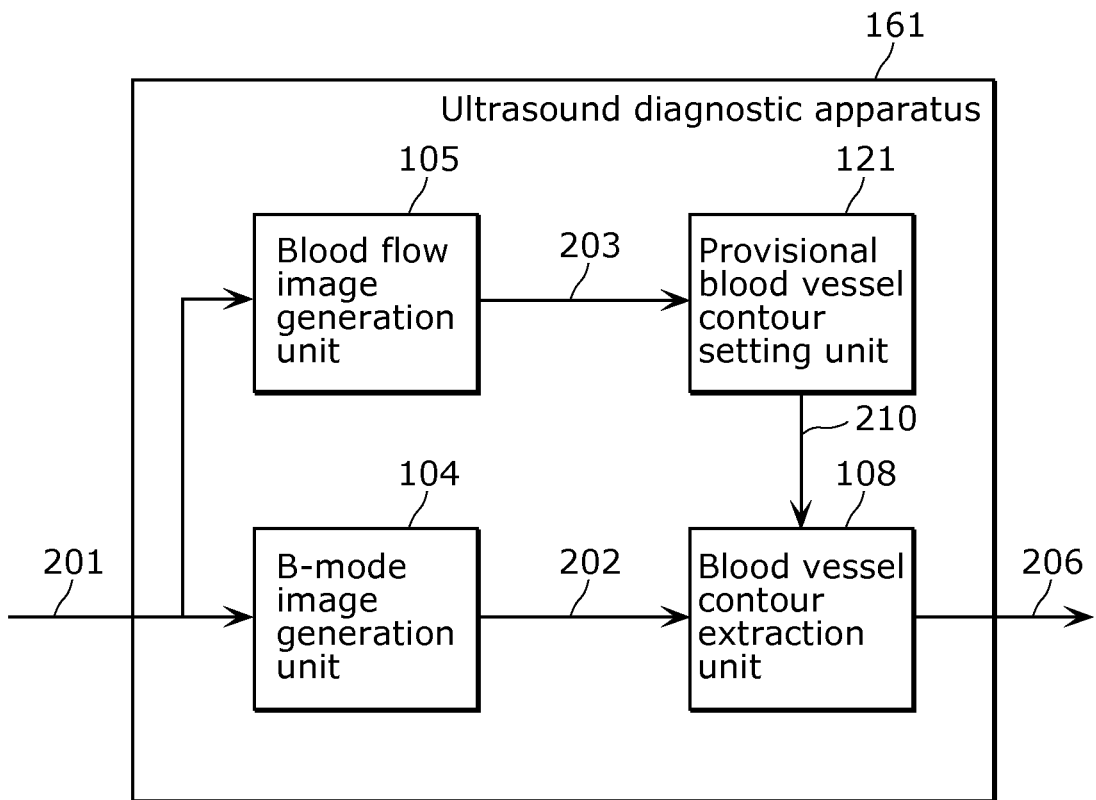 161
Ultrasound diagnostic apparatus
105
121
Blood flow
image
generation
unit
203
Provisional
blood vessel
contour
setting unit
210
104
108
201
B-mode
image
generation
unit
202
Blood vessel
contour
extraction
unit
206